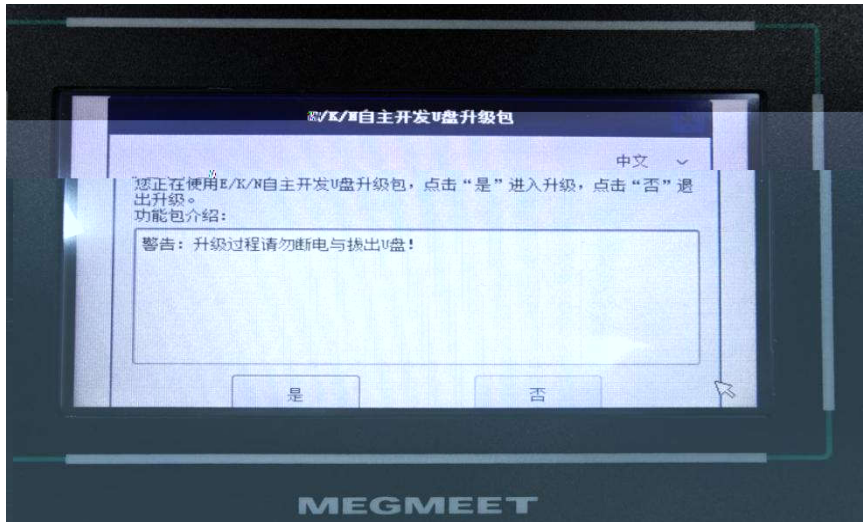 E/K/N自主开发U盘升级包
中文
您正在使用E/K/N自主开发U盘升级包，点击“是”进入升级，点击“否”退
出升级。
功能包介绍：
警告：升级过程请勿断电与拔出U盘！
是
否
MEGMEET